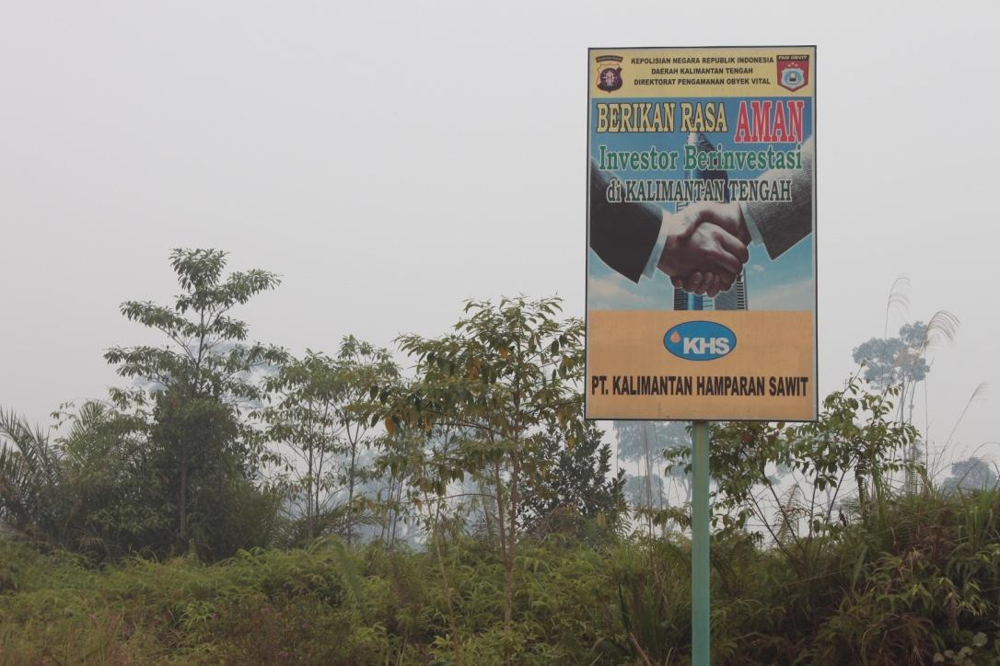 KEPOLISIAN NEGARA REPUBLIK INDONESIA
DAERAH KALIMANTAN TENGAH
DIREKTORAT PENGAMANAN OBYEK VITAL
PAM OBVIT
BERIKAN RASA AMAN
Investor Berinvestasi
di KALIMANTAN TENGAH
KHS
PT. KALIMANTAN HAMPARAN SAWIT